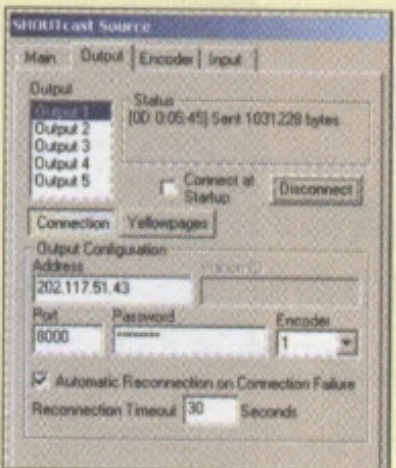 SHOUTcast Source
Main Output Encoder Input
Output
Output 1
Output 2
Output 3
Output 4
Output 5
Status
[0D 0:05:45] Sent 1031228 bytes
Connect at
Startup
Disconnect
Connection Yellowpages
Output Configuration
Address
202.117.51.43
Port Password Encoder
8000 ******** 1
Automatic Reconnection on Connection Failure
Reconnection Timeout 30 Seconds